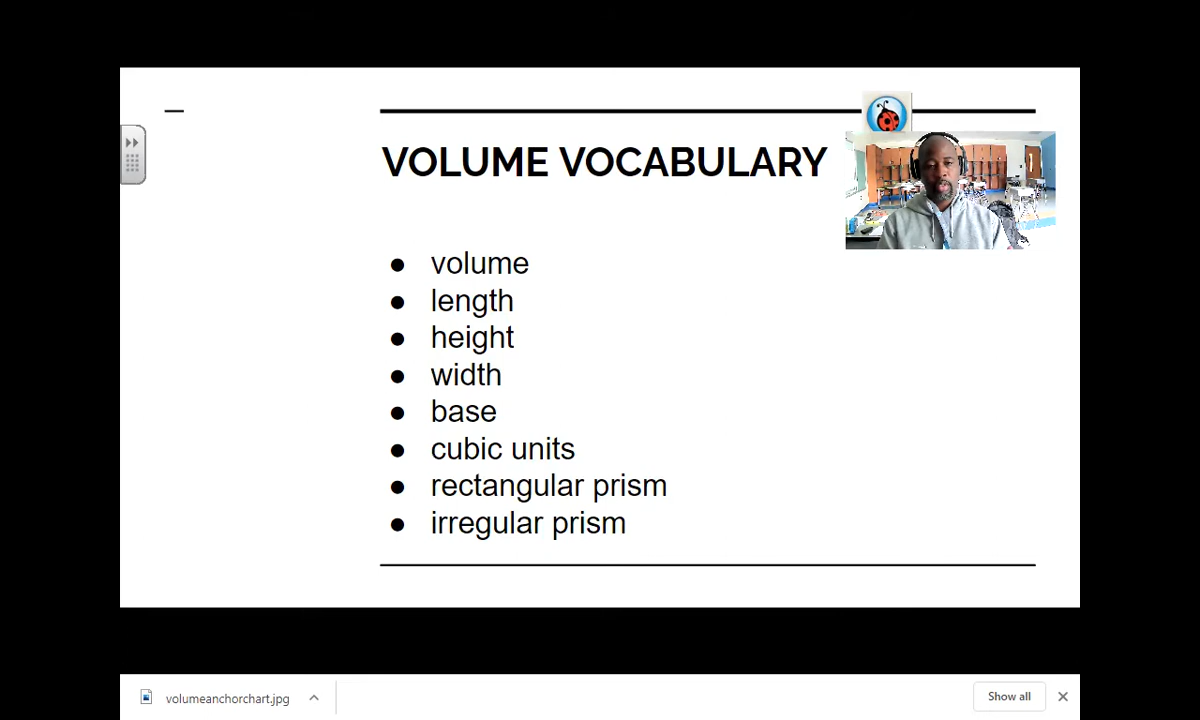 VOLUME VOCABULARY
● volume
● length
● height
● width
● base
● cubic units
● rectangular prism
● irregular prism
volumeanchorchart.jpg
Show all